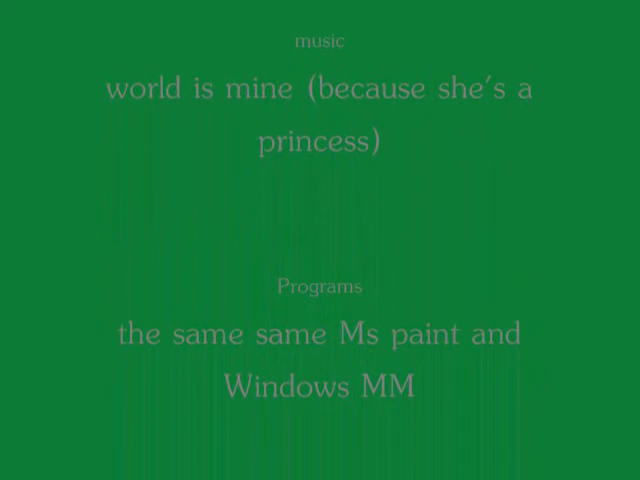 music
world is mine (because she's a
princess)
Programs
the same same Ms paint and
Windows MM